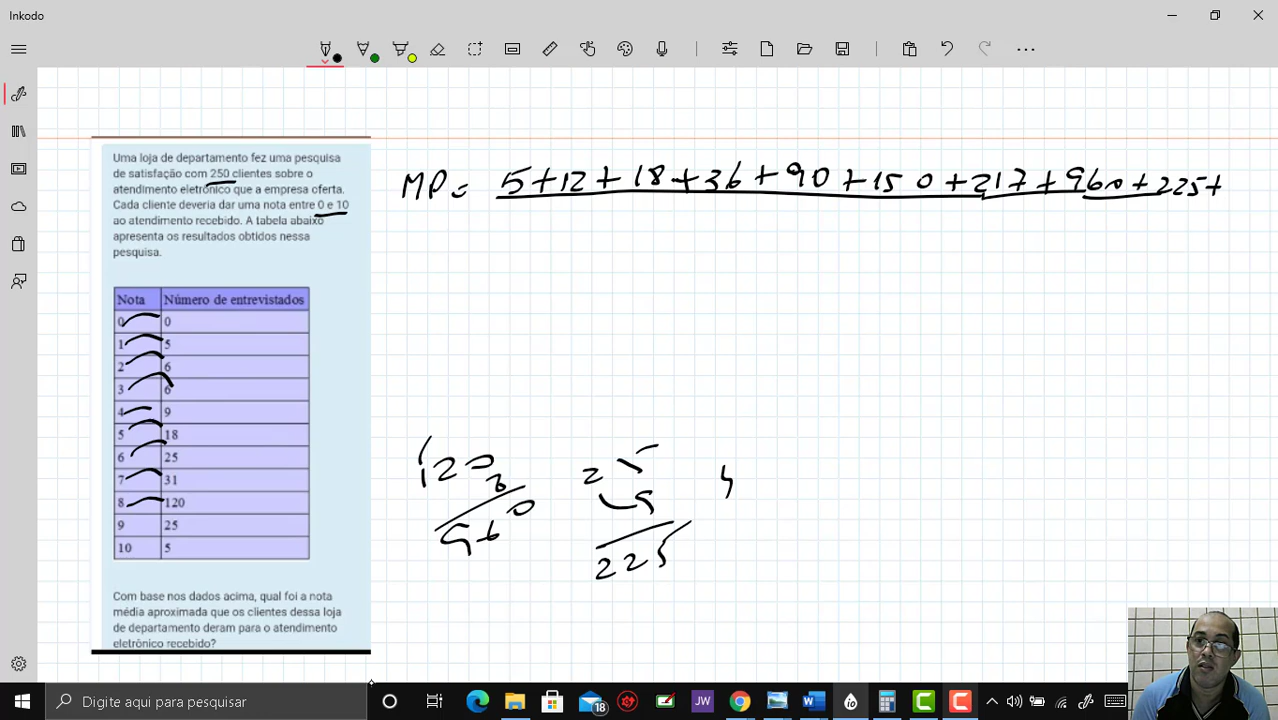 Inkodo
Uma loja de departamento fez uma pesquisa
de satisfação com 250 clientes sobre o
atendimento eletrônico que a empresa oferta.
Cada cliente deveria dar uma nota entre 0 e 10
ao atendimento recebido. A tabela abaixo
apresenta os resultados obtidos nessa
pesquisa.
Nota Número de entrevistados
0 0
1 5
2 6
3 6
4 9
5 18
6 25
7 31
8 120
9 25
10 5
Com base nos dados acima, qual foi a nota
média aproximada que os clientes dessa loja
de departamento deram para o atendimento
eletrônico recebido?
MP= 5+12+18+36+90+150+217+960+225+
120
8
960
25
9
225
Digite aqui para pesquisar
JW
18